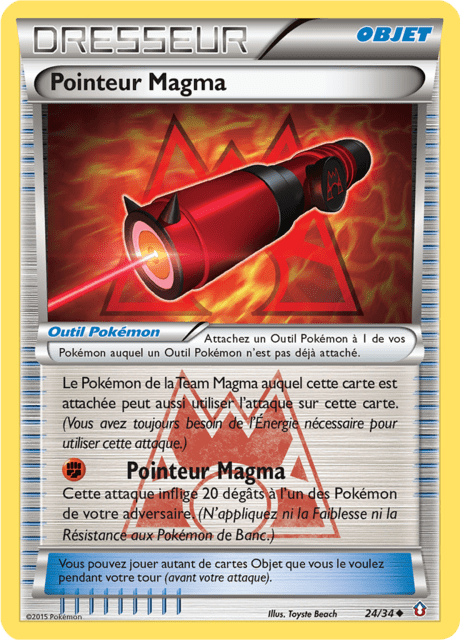 DRESSEUR
OBJET
Pointeur Magma
Outil Pokémon
Attachez un Outil Pokémon à 1 de vos
Pokémon auquel un Outil Pokémon n'est pas déjà attaché.
Le Pokémon de la Team Magma auquel cette carte est
attachée peut aussi utiliser l'attaque sur cette carte.
(Vous avez toujours besoin de l'Énergie nécessaire pour
utiliser cette attaque.)
Pointeur Magma
Cette attaque inflige 20 dégâts à l'un des Pokémon
de votre adversaire. (N'appliquez ni la Faiblesse ni la
Résistance aux Pokémon de Banc.)
Vous pouvez jouer autant de cartes Objet que vous le voulez
pendant votre tour (avant votre attaque).
©2015 Pokémon
Illus. Toyste Beach
24/34